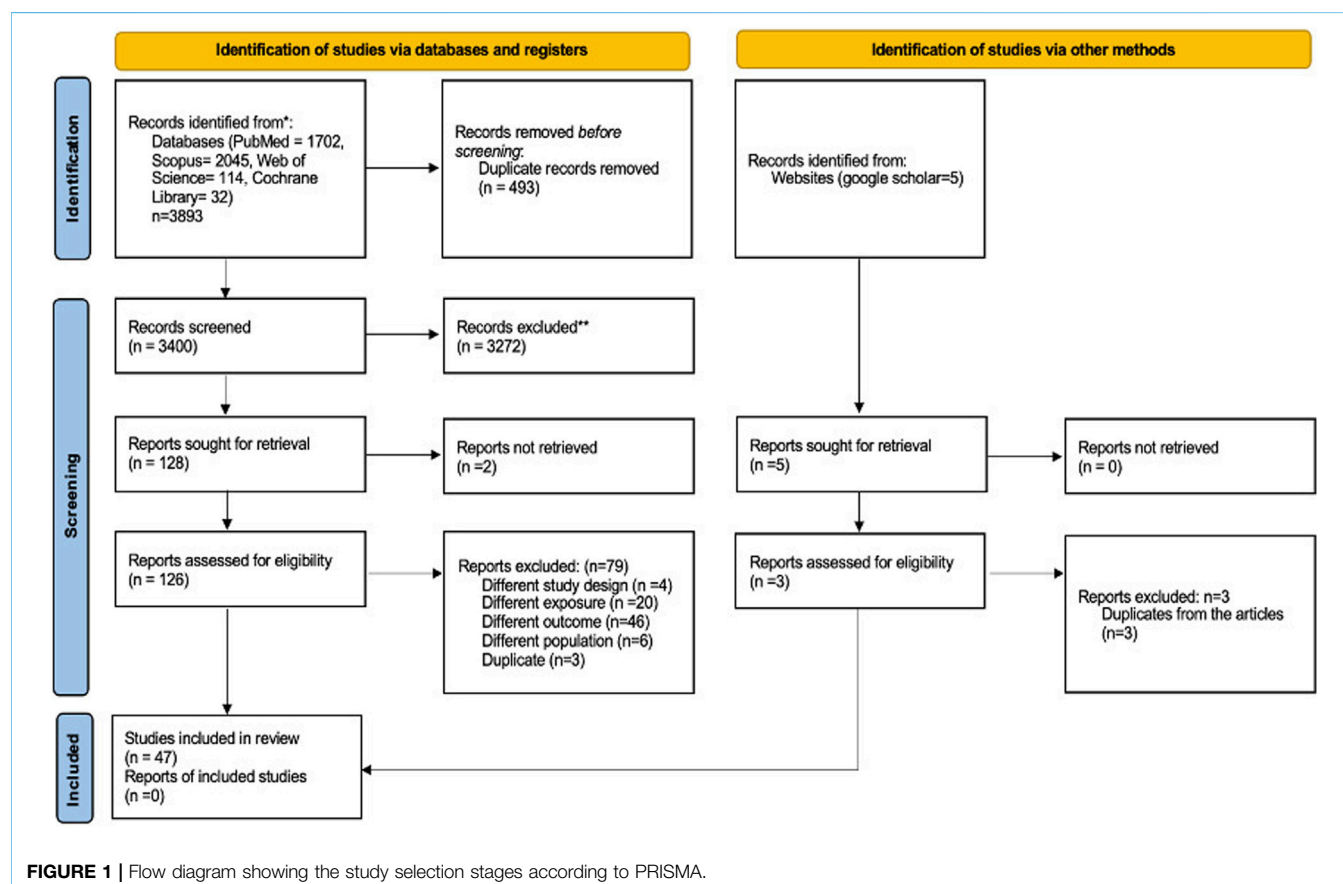 Identification of studies via databases and registers
Identification of studies via other methods
Identification
Records identified from*:
Databases (PubMed = 1702,
Scopus= 2045, Web of
Science= 114, Cochrane
Library= 32)
n=3893
Records removed before
screening:
Duplicate records removed
(n = 493)
Records identified from:
Websites (google scholar=5)
Screening
Records screened
(n = 3400)
Records excluded**
(n = 3272)
Reports sought for retrieval
(n = 128)
Reports not retrieved
(n =2)
Reports sought for retrieval
(n =5)
Reports not retrieved
(n = 0)
Reports assessed for eligibility
(n = 126)
Reports excluded: (n=79)
Different study design (n =4)
Different exposure (n =20)
Different outcome (n=46)
Different population (n=6)
Duplicate (n=3)
Reports assessed for eligibility
(n =3)
Reports excluded: n=3
Duplicates from the articles
(n=3)
Included
Studies included in review
(n = 47)
Reports of included studies
(n =0)
FIGURE 1 | Flow diagram showing the study selection stages according to PRISMA.